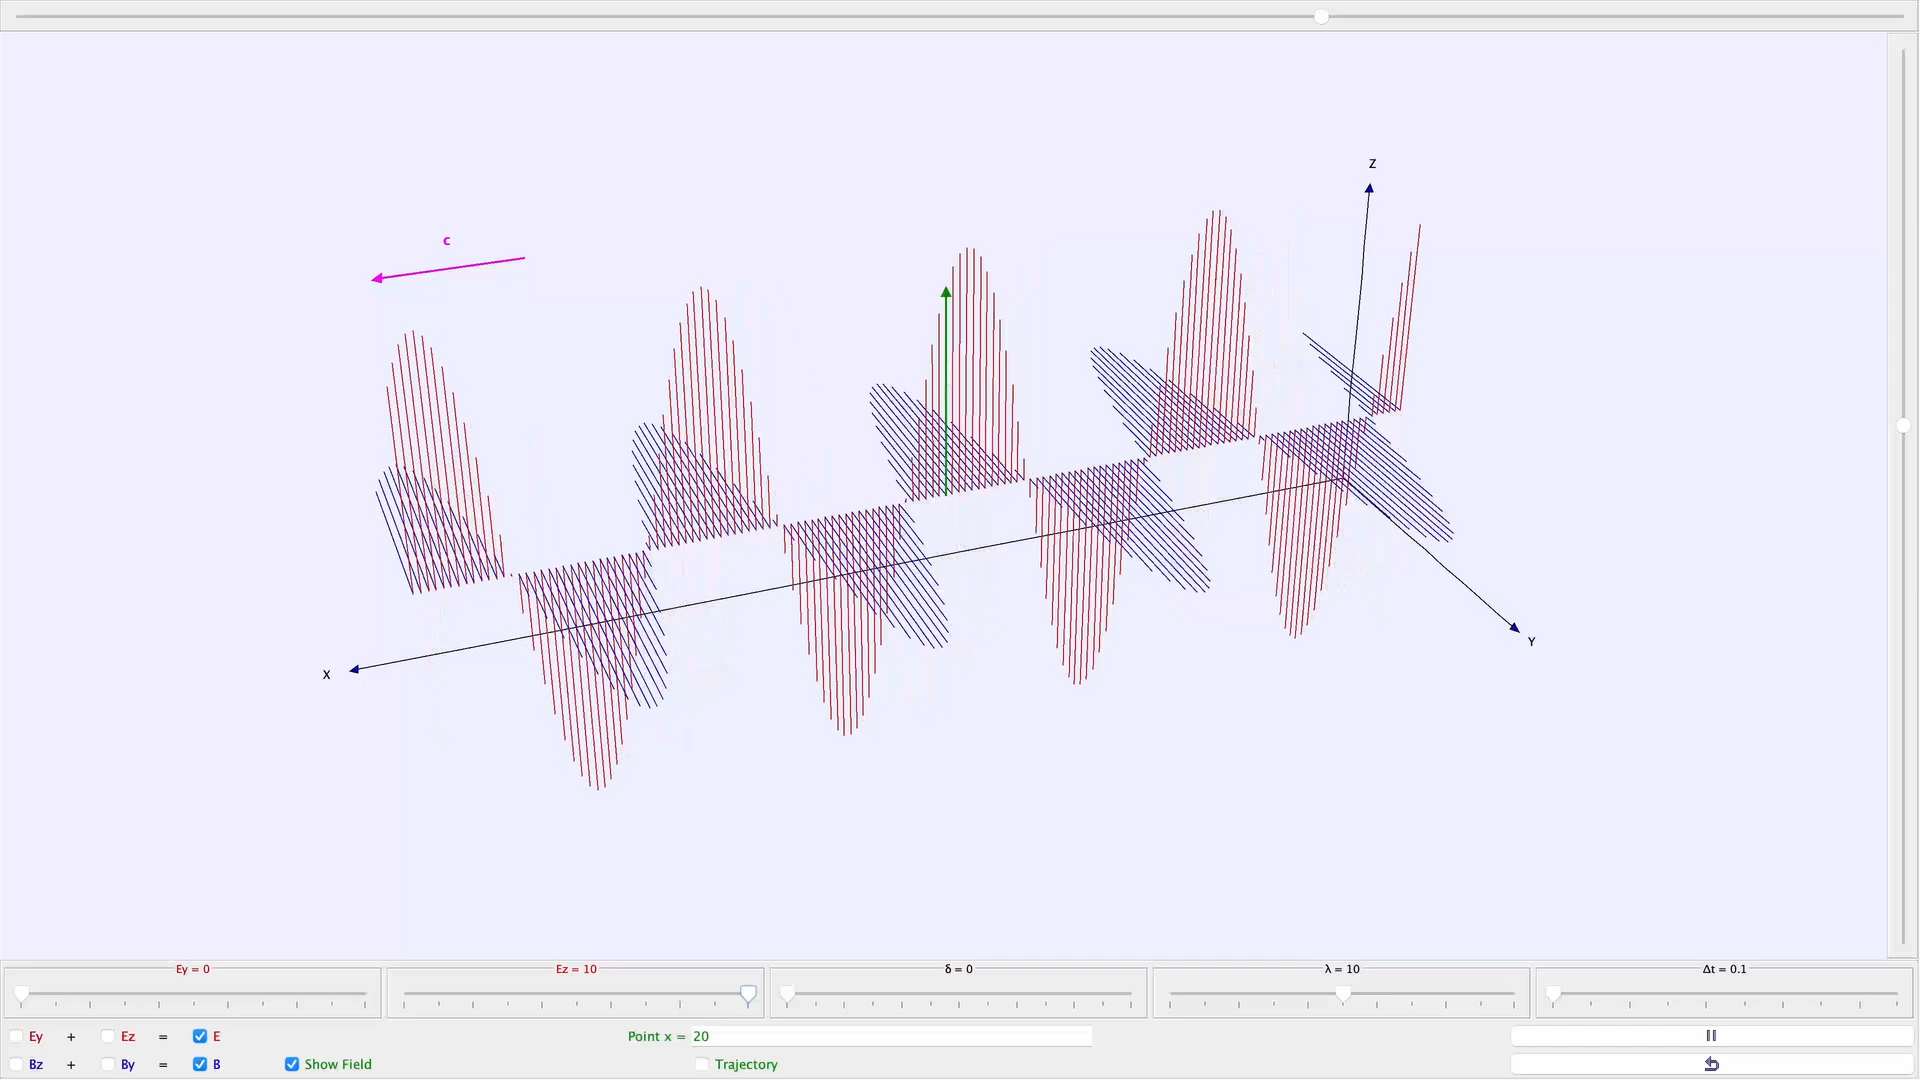 Z
c
X
Y
Ey = 0
Ez = 10
δ = 0
λ = 10
Δt = 0.1
Ey + Ez = E
Point x = 20
Bz + By = B Show Field
Trajectory